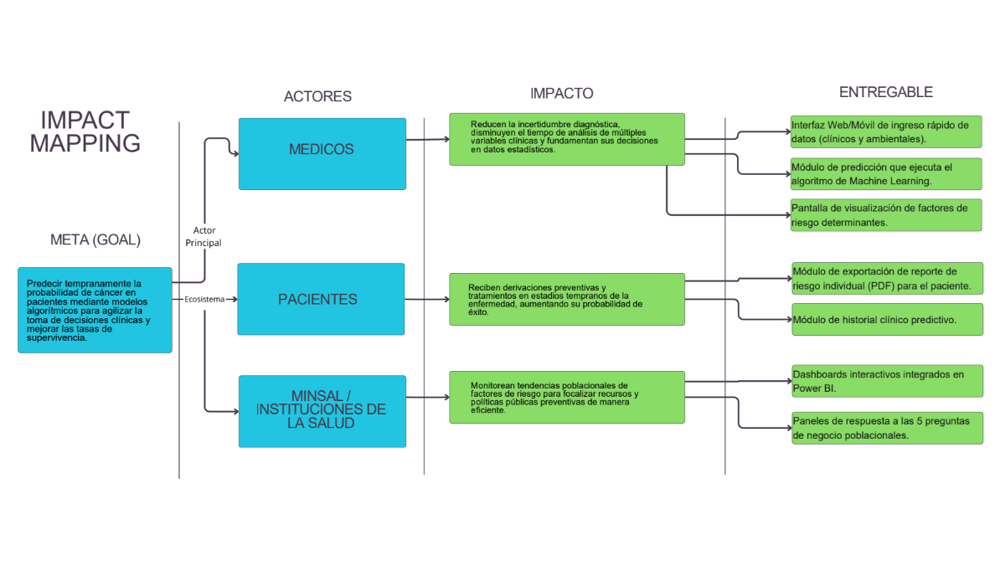 IMPACT
MAPPING
META (GOAL)
Predecir tempranamente la
probabilidad de cáncer en
pacientes mediante modelos
algorítmicos para agilizar la
toma de decisiones clínicas y
mejorar las tasas de
supervivencia.
Actor
Principal
Ecosistema
ACTORES
MEDICOS
PACIENTES
MINSAL /
INSTITUCIONES DE
LA SALUD
IMPACTO
Reducen la incertidumbre diagnóstica,
disminuyen el tiempo de análisis de múltiples
variables clínicas y fundamentan sus decisiones
en datos estadísticos.
Reciben derivaciones preventivas y
tratamientos en estadios tempranos de la
enfermedad, aumentando su probabilidad de
éxito.
Monitorean tendencias poblacionales de
factores de riesgo para focalizar recursos y
políticas públicas preventivas de manera
eficiente.
ENTREGABLE
Interfaz Web/Móvil de ingreso rápido de
datos (clínicos y ambientales).
Módulo de predicción que ejecuta el
algoritmo de Machine Learning.
Pantalla de visualización de factores de
riesgo determinantes.
Módulo de exportación de reporte de
riesgo individual (PDF) para el paciente.
Módulo de historial clínico predictivo.
Dashboards interactivos integrados en
Power BI.
Paneles de respuesta a las 5 preguntas
de negocio poblacionales.